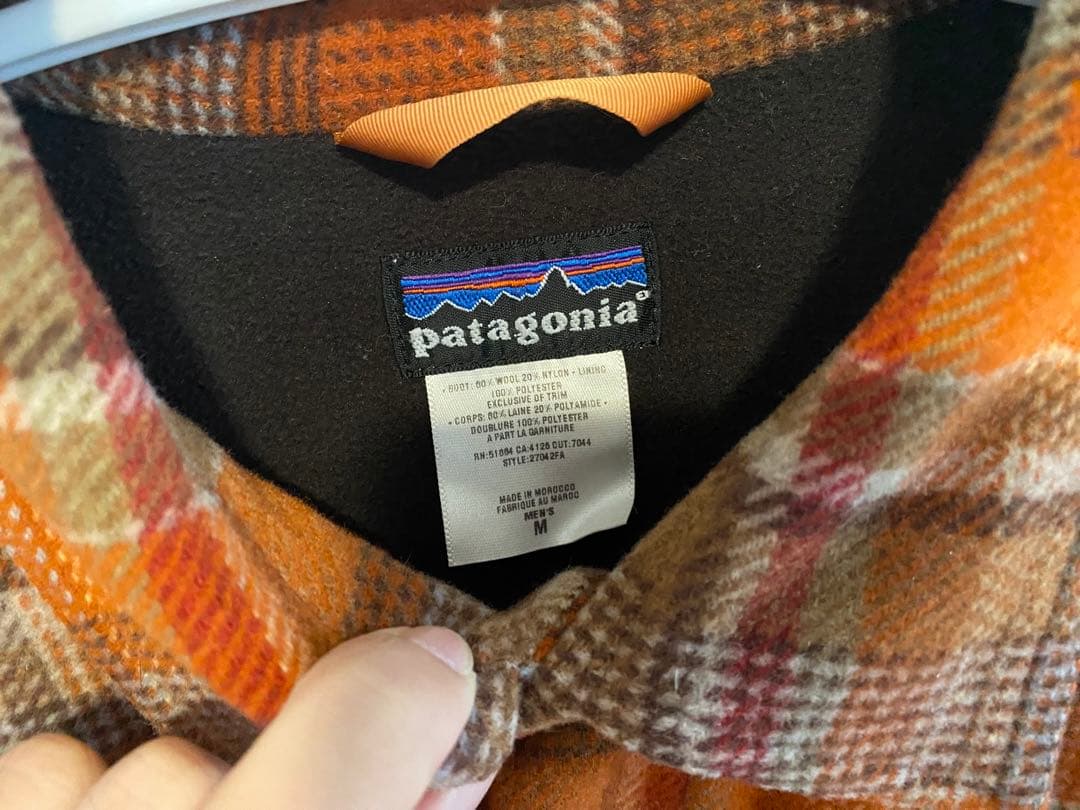 patagonia®
• BODY: 80% WOOL 20% NYLON • LINING
100% POLYESTER
EXCLUSIVE OF TRIM
• CORPS: 80% LAINE 20% POLYAMIDE •
DOUBLURE 100% POLYESTER
A PART LA GARNITURE
RN:51884 CA:4126 CUT:7044
STYLE:27042FA
MADE IN MOROCCO
FABRIQUE AU MAROC
MEN'S
M